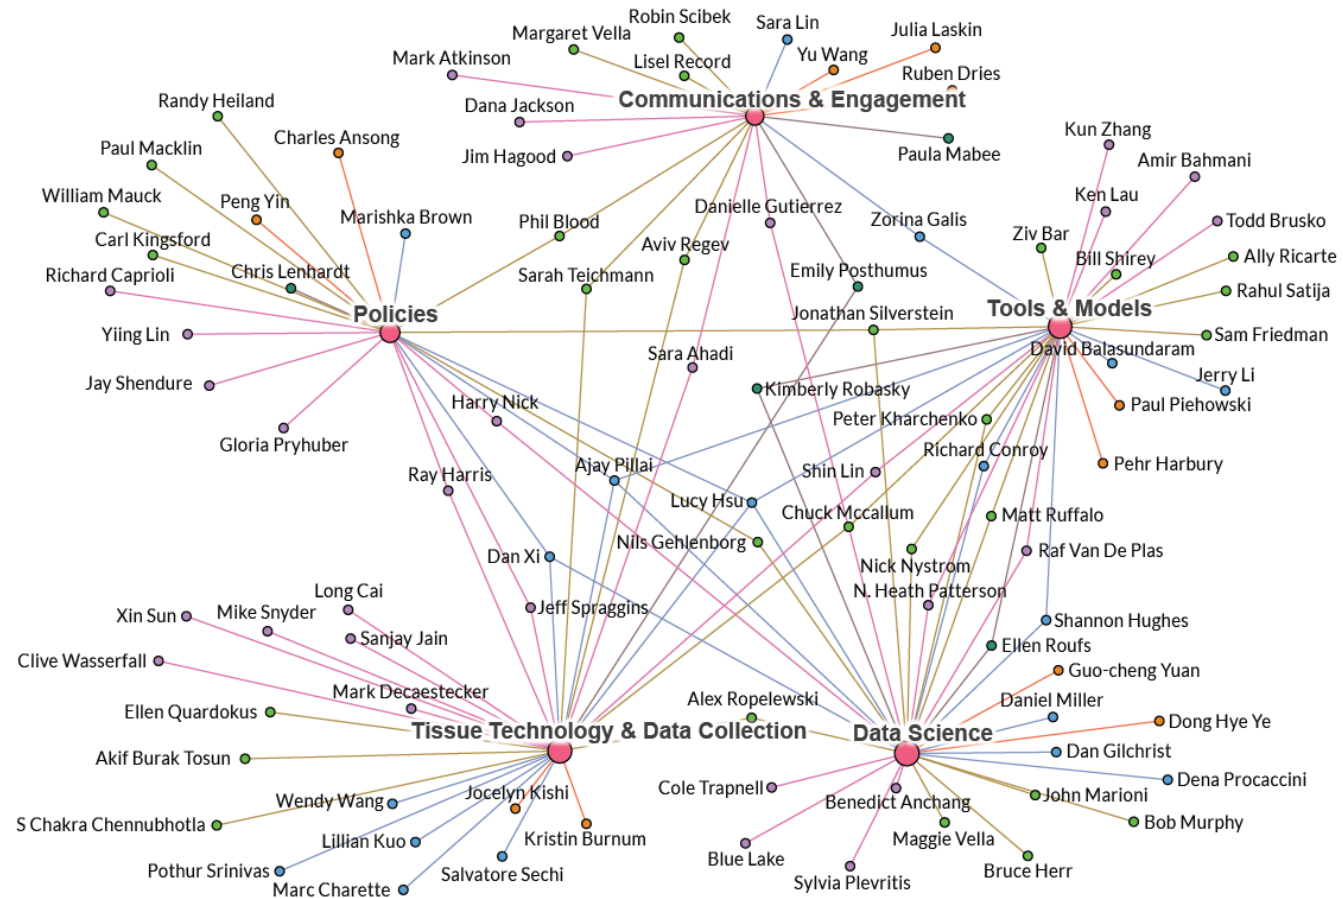 Robin Scibek
Sara Lin
Julia Laskin
Margaret Vella
Yu Wang
Mark Atkinson
Lisel Record
Ruben Dries
Communications & Engagement
Randy Heiland
Dana Jackson
Kun Zhang
Charles Ansong
Paul Macklin
Jim Hagood
Paula Mabee
Amir Bahmani
William Mauck
Peng Yin
Marishka Brown
Phil Blood
Danielle Gutierrez
Zorina Galis
Ken Lau
Todd Brusko
Carl Kingsford
Aviv Regev
Ziv Bar
Bill Shirey
Ally Ricarte
Richard Caprioli
Chris Lenhardt
Sarah Teichmann
Emily Posthumus
Rahul Satija
Policies
Jonathan Silverstein
Tools & Models
Yiing Lin
Sam Friedman
Sara Ahadi
David Balasundaram
Jay Shendure
Kimberly Robasky
Jerry Li
Harry Nick
Paul Piehowski
Gloria Pryhuber
Peter Kharchenko
Richard Conroy
Ray Harris
Ajay Pillai
Shin Lin
Pehr Harbury
Lucy Hsu
Chuck Mccallum
Matt Ruffalo
Dan Xi
Nils Gehlenborg
Nick Nystrom
Raf Van De Plas
Long Cai
N. Heath Patterson
Xin Sun
Mike Snyder
Jeff Spraggins
Shannon Hughes
Sanjay Jain
Ellen Roufs
Clive Wasserfall
Guo-cheng Yuan
Mark Decaestecker
Alex Ropelewski
Daniel Miller
Ellen Quardokus
Tissue Technology & Data Collection
Data Science
Dong Hye Ye
Akif Burak Tosun
Dan Gilchrist
Dena Procaccini
Wendy Wang
Jocelyn Kishi
Cole Trapnell
Benedict Anchang
John Marioni
S Chakra Chennubhotla
Lillian Kuo
Kristin Burnum
Maggie Vella
Bob Murphy
Blue Lake
Pothur Srinivas
Salvatore Sechi
Sylvia Plevritis
Bruce Herr
Marc Charette